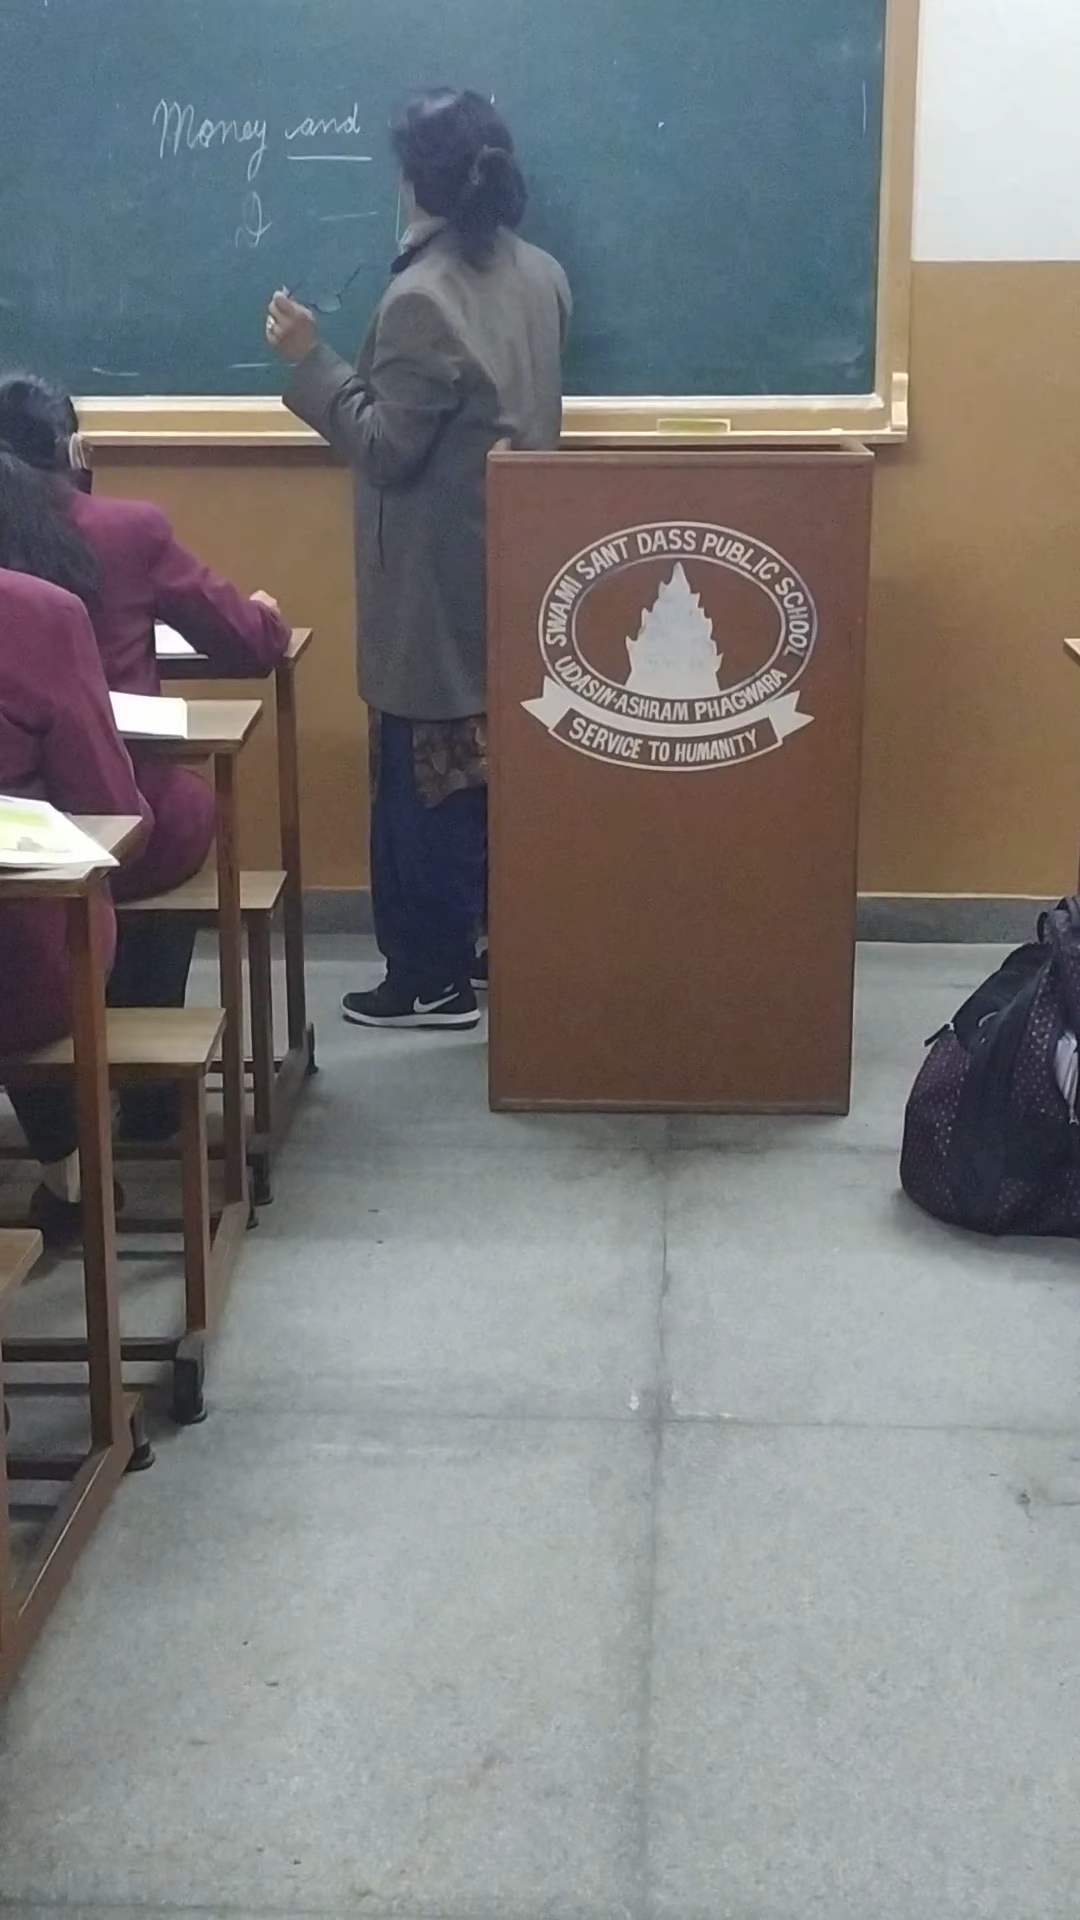 Money and
SWAMI SANT DASS PUBLIC SCHOOL
UDASIN-ASHRAM PHAGWARA
SERVICE TO HUMANITY